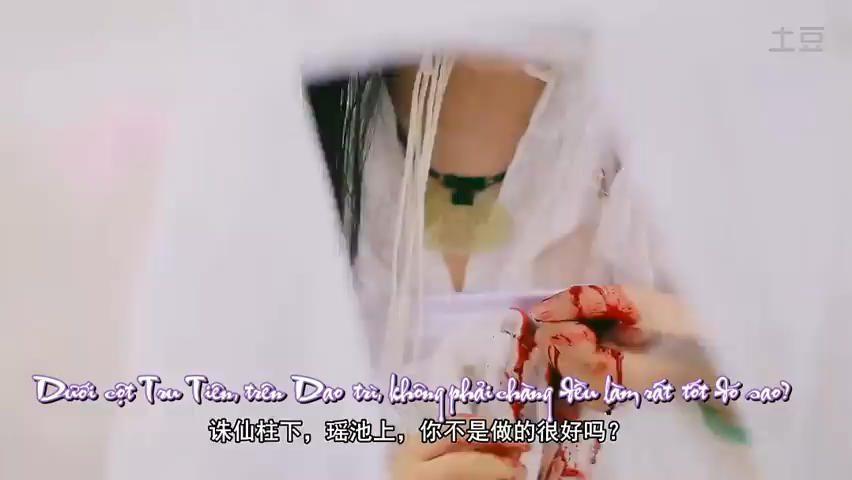 土豆
Dưới cột Tru Tiên, trên Dao trì, không phải chàng đều làm rất tốt đó sao?
诛仙柱下，瑶池上，你不是做的很好吗？